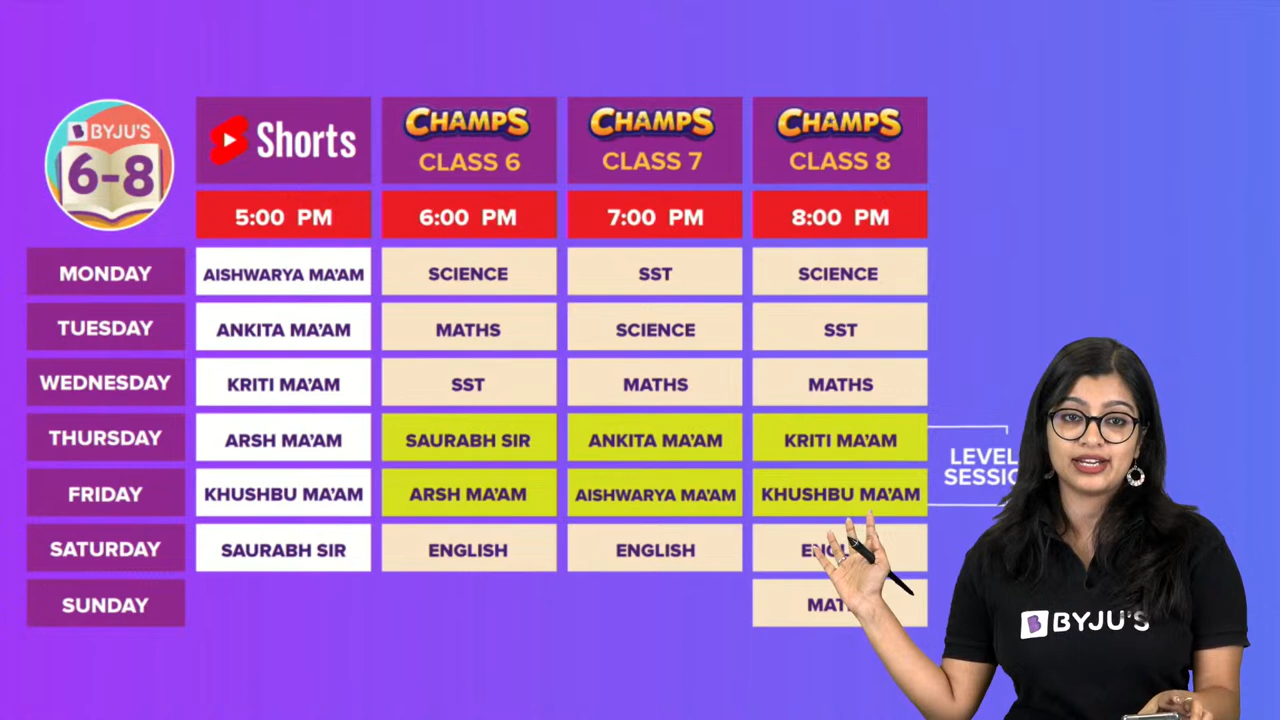 BYJU'S
6-8
Shorts
CHAMPS
CLASS 6
CHAMPS
CLASS 7
CHAMPS
CLASS 8
5:00 PM
6:00 PM
7:00 PM
8:00 PM
MONDAY
AISHWARYA MA'AM
SCIENCE
SST
SCIENCE
TUESDAY
ANKITA MA'AM
MATHS
SCIENCE
SST
WEDNESDAY
KRITI MA'AM
SST
MATHS
MATHS
THURSDAY
ARSH MA'AM
SAURABH SIR
ANKITA MA'AM
KRITI MA'AM
FRIDAY
KHUSHBU MA'AM
ARSH MA'AM
AISHWARYA MA'AM
KHUSHBU MA'AM
LEVEL
SATURDAY
SAURABH SIR
ENGLISH
ENGLISH
SUNDAY
BYJU'S